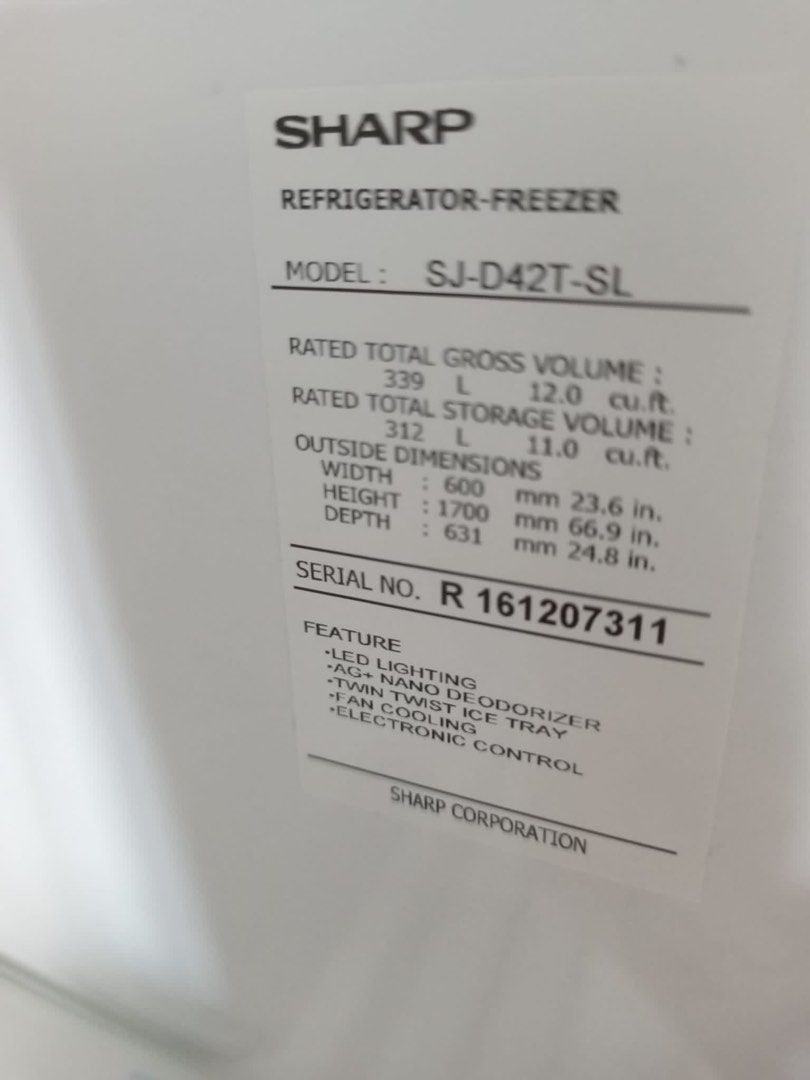 SHARP
REFRIGERATOR-FREEZER
MODEL : SJ-D42T-SL
RATED TOTAL GROSS VOLUME :
339 L 12.0 cu.ft.
RATED TOTAL STORAGE VOLUME :
312 L 11.0 cu.ft.
OUTSIDE DIMENSIONS
WIDTH : 600 mm 23.6 in.
HEIGHT : 1700 mm 66.9 in.
DEPTH : 631 mm 24.8 in.
SERIAL NO. R 161207311
FEATURE
•LED LIGHTING
•AG+ NANO DEODORIZER
•TWIN TWIST ICE TRAY
•FAN COOLING
•ELECTRONIC CONTROL
SHARP CORPORATION